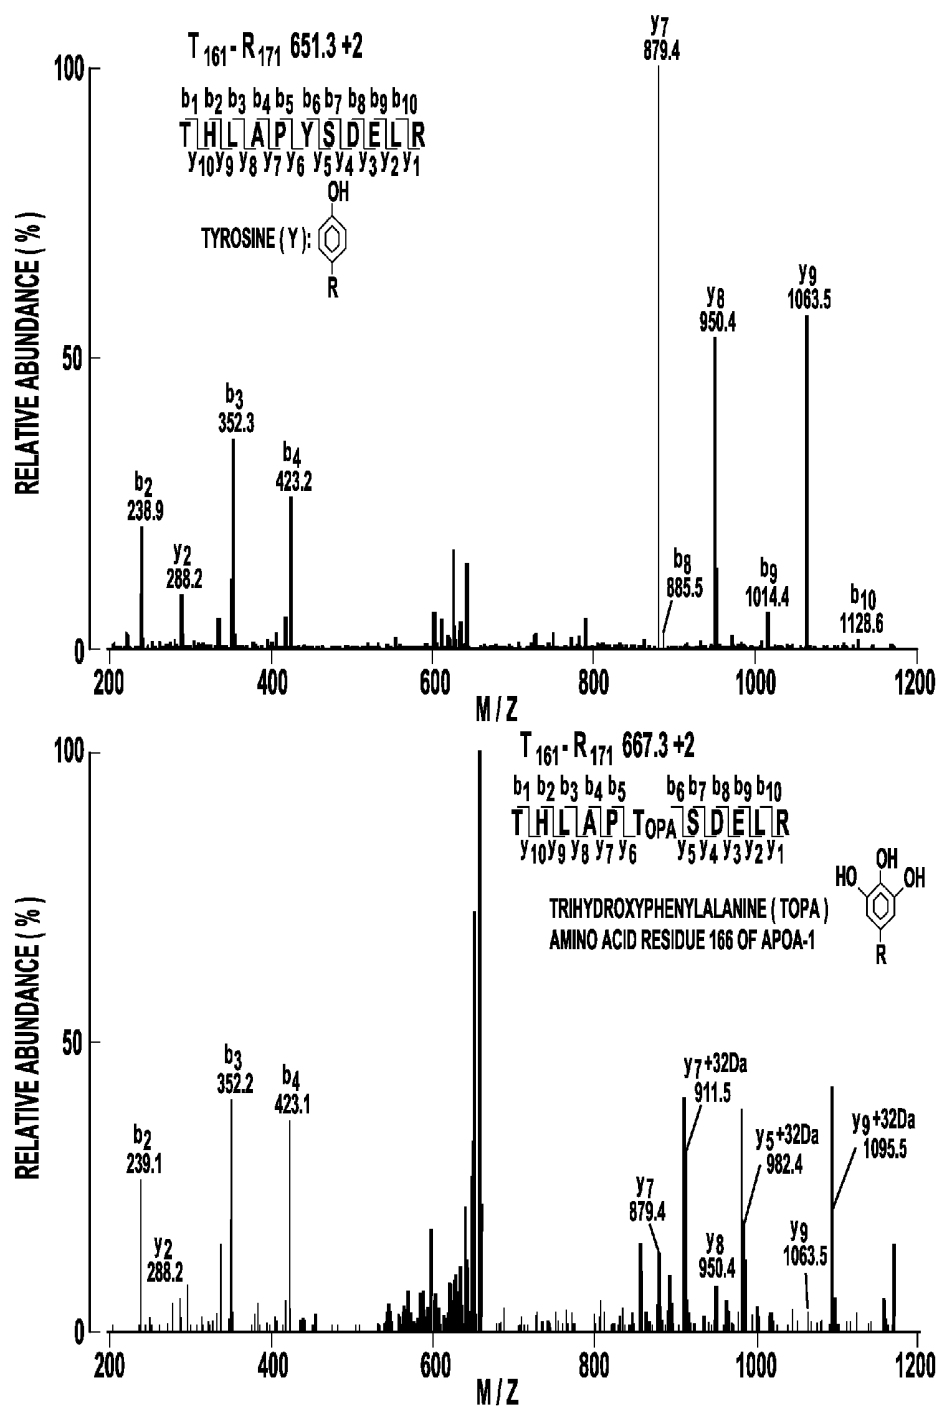 T161 - R171 651.3 +2
b1 b2 b3 b4 b5 b6 b7 b8 b9 b10
T H L A P Y S D E L R
y10 y9 y8 y7 y6 y5 y4 y3 y2 y1
OH
TYROSINE ( Y ):
R
RELATIVE ABUNDANCE ( % )
100
50
0
b2
238.9
y2
288.2
b3
352.3
b4
423.2
y7
879.4
b8
885.5
y8
950.4
b9
1014.4
y9
1063.5
b10
1128.6
200 400 600 800 1000 1200
M / Z
T161 - R171 667.3 +2
b1 b2 b3 b4 b5 b6 b7 b8 b9 b10
T H L A P TOPA S D E L R
y10 y9 y8 y7 y6 y5 y4 y3 y2 y1
HO OH OH
R
TRIHYDROXYPHENYLALANINE ( TOPA )
AMINO ACID RESIDUE 166 OF APOA-1
RELATIVE ABUNDANCE ( % )
100
50
0
b2
239.1
y2
288.2
b3
352.2
b4
423.1
y7
879.4
y7 +32Da
911.5
y8
950.4
y5 +32Da
982.4
y9
1063.5
y9 +32Da
1095.5
200 400 600 800 1000 1200
M / Z